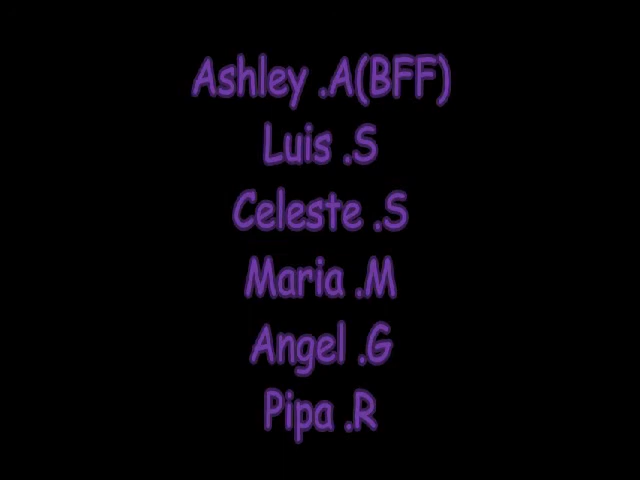 Ashley .A(BFF)
Luis .S
Celeste .S
Maria .M
Angel .G
Pipa .R